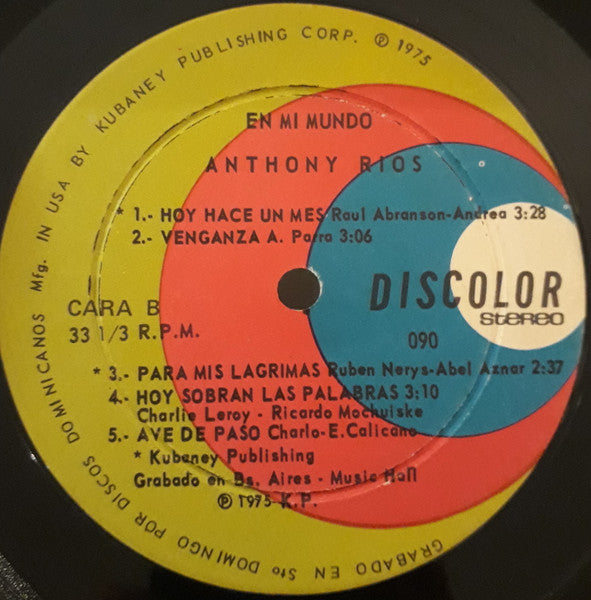 GRABADO EN Sto DOMINGO POR DISCOS DOMINICANOS Mfg. IN USA BY KUBANEY PUBLISHING CORP. ℗ 1975
EN MI MUNDO
ANTHONY RIOS
* 1.- HOY HACE UN MES Raul Abranson-Andrea 3:28
2.- VENGANZA A. Parra 3:06
DISCOLOR
stereo
CARA B
33 1/3 R.P.M.
090
* 3.- PARA MIS LAGRIMAS Ruben Nerys-Abel Aznar 2:37
4.- HOY SOBRAN LAS PALABRAS 3:10
Charlie Leroy - Ricardo Mochuiske
5.- AVE DE PASO Charlo-E.Calicano
* Kubaney Publishing
Grabado en Bs. Aires - Music Hall
℗ 1975 K.P.